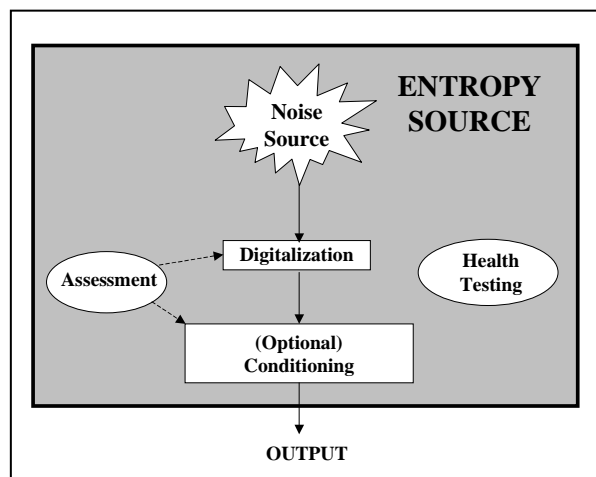 ENTROPY
SOURCE
Noise
Source
Digitalization
Assessment
Health
Testing
(Optional)
Conditioning
OUTPUT